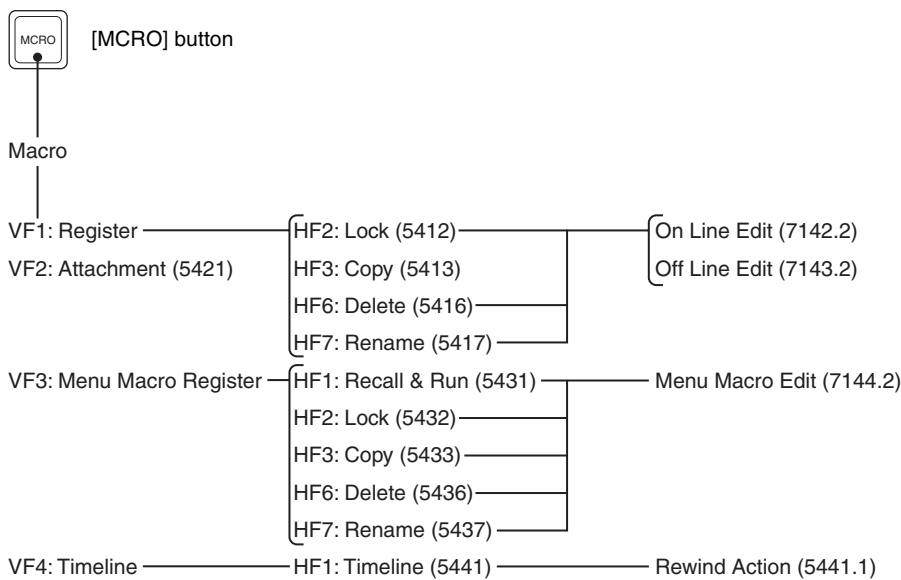 MCRO
[MCRO] button
Macro
VF1: Register
HF2: Lock (5412)
On Line Edit (7142.2)
VF2: Attachment (5421)
HF3: Copy (5413)
Off Line Edit (7143.2)
HF6: Delete (5416)
HF7: Rename (5417)
VF3: Menu Macro Register
HF1: Recall & Run (5431)
Menu Macro Edit (7144.2)
HF2: Lock (5432)
HF3: Copy (5433)
HF6: Delete (5436)
HF7: Rename (5437)
VF4: Timeline
HF1: Timeline (5441)
Rewind Action (5441.1)